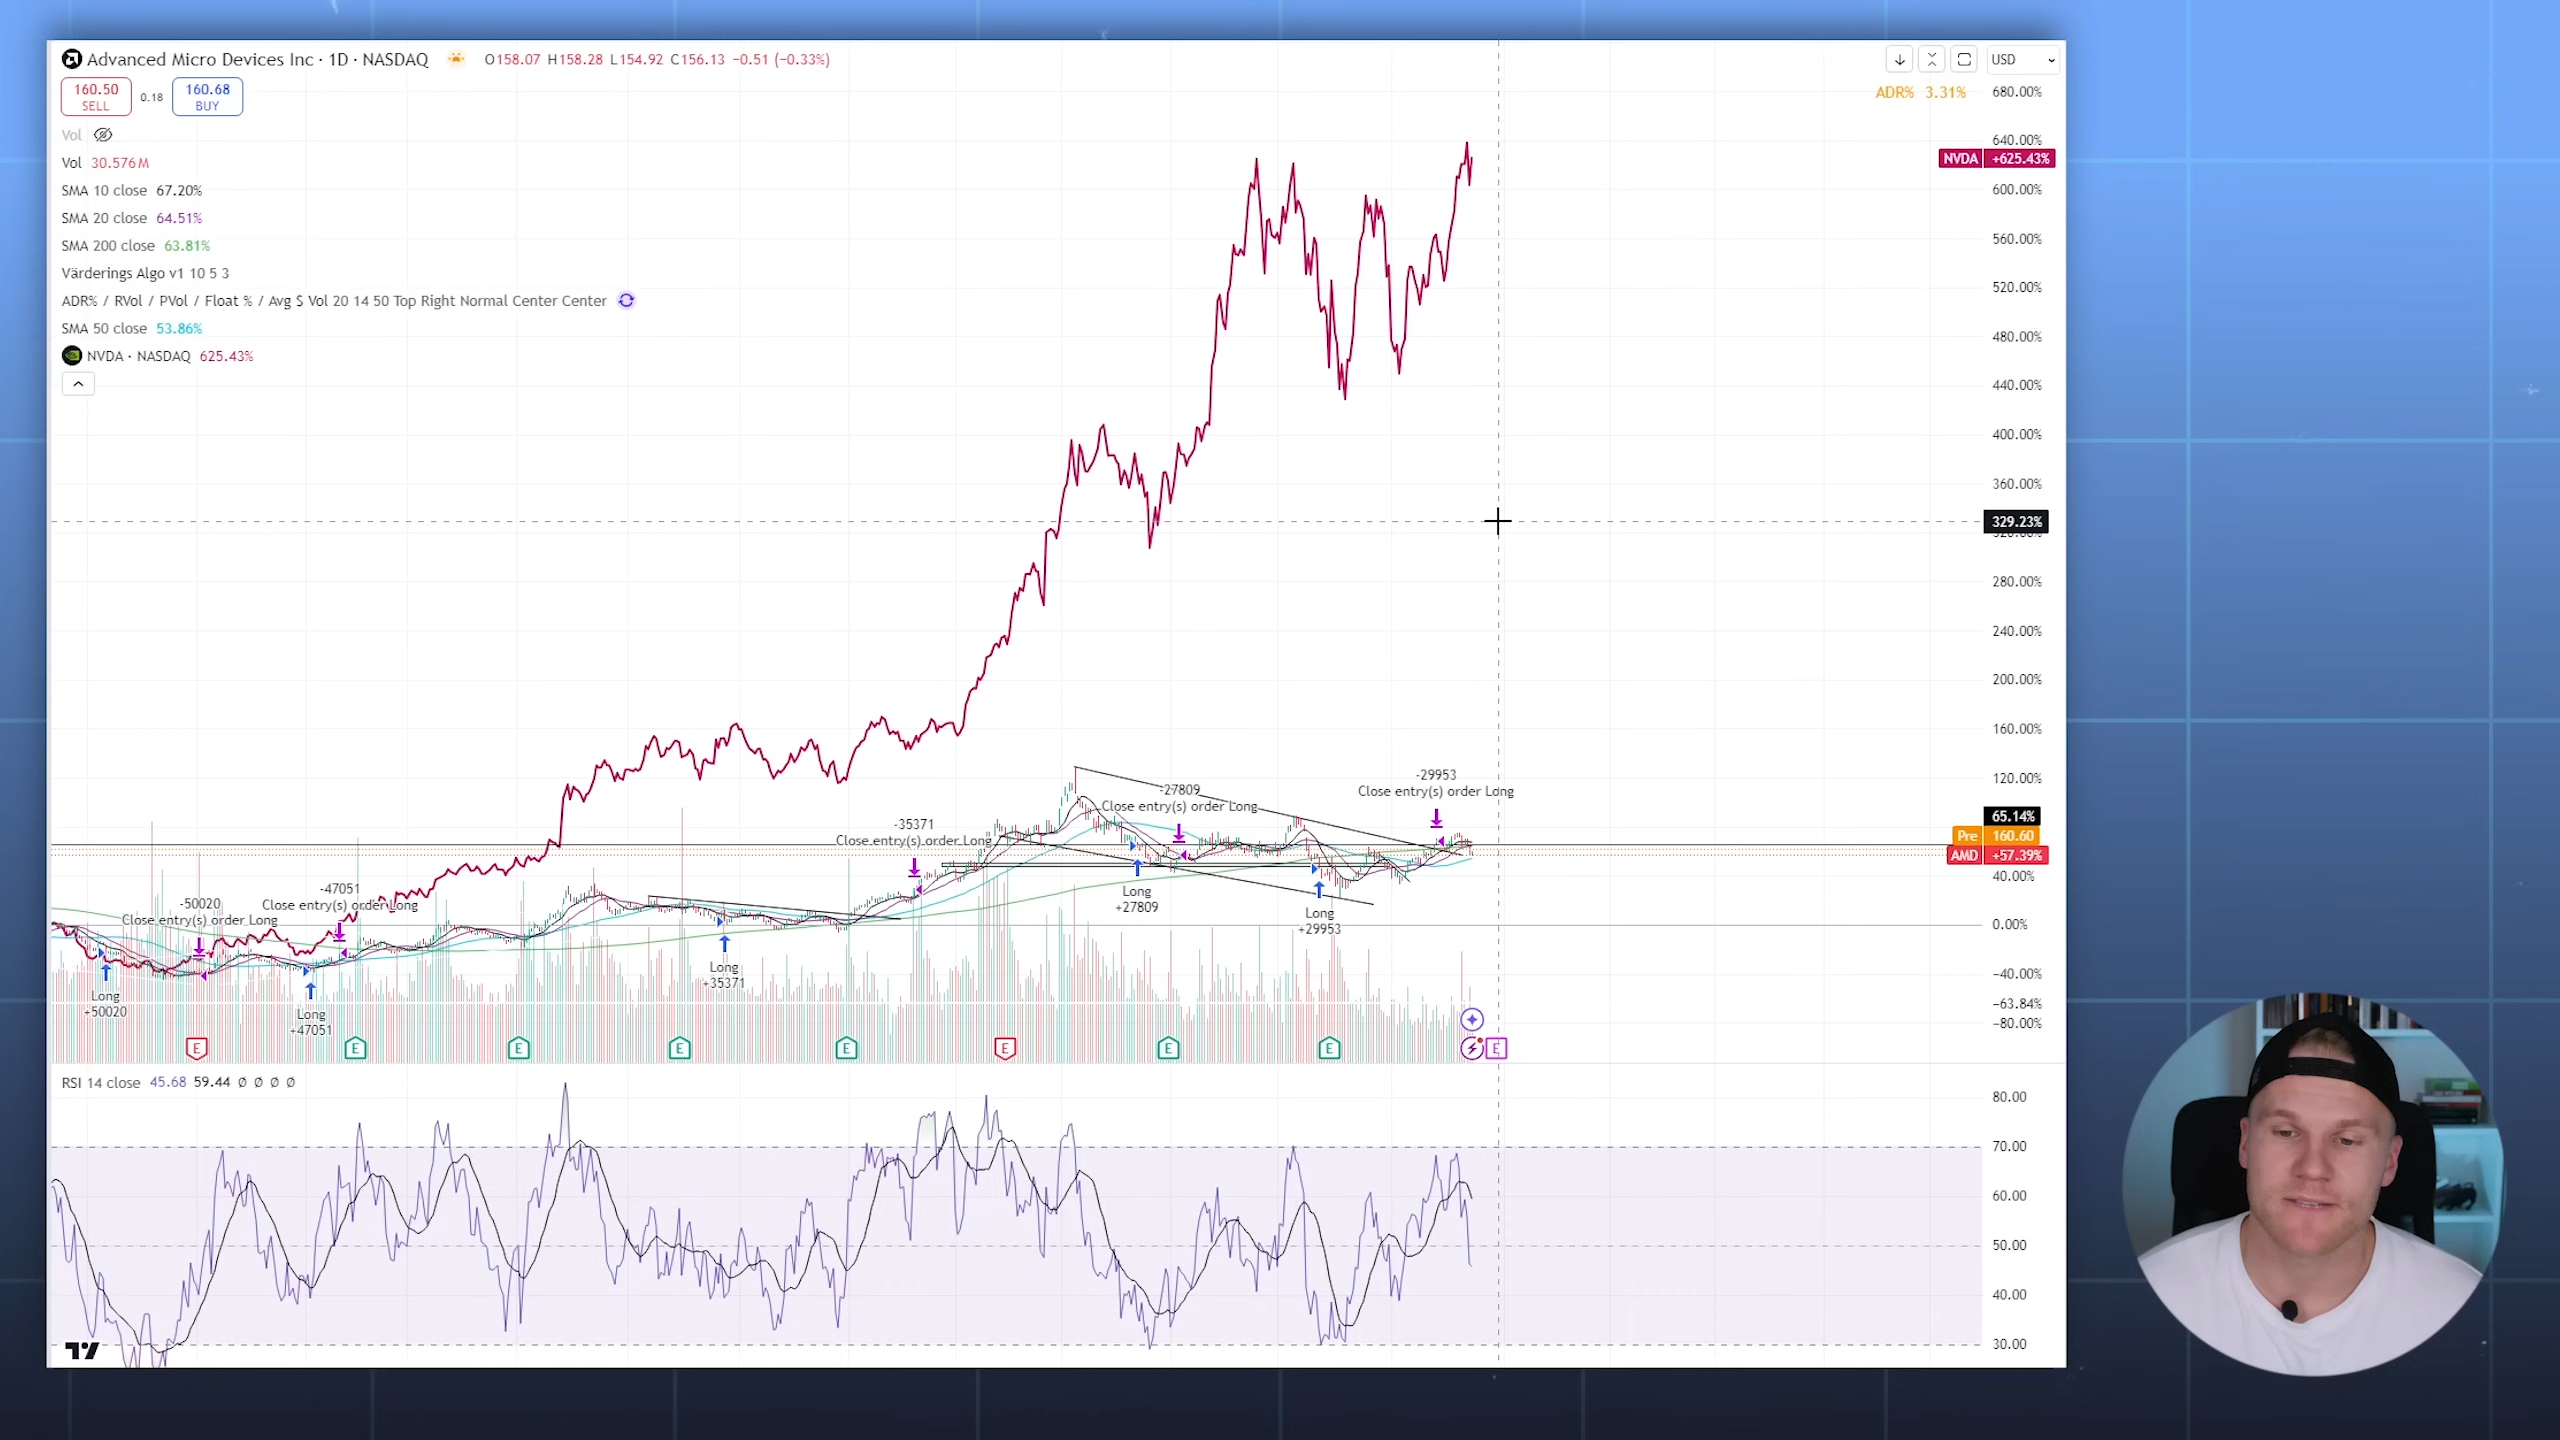 Advanced Micro Devices Inc · 1D · NASDAQ O158.07 H158.28 L154.92 C156.13 −0.51 (−0.33%)
USD
160.50 SELL
0.18
160.68 BUY
ADR% 3.31%
680.00%
Vol
640.00%
NVDA +625.43%
Vol 30.576M
SMA 10 close 67.20%
600.00%
SMA 20 close 64.51%
560.00%
SMA 200 close 63.81%
Värderings Algo v1 10 5 3
520.00%
ADR% / RVol / PVol / Float % / Avg $ Vol 20 14 50 Top Right Normal Center Center
SMA 50 close 53.86%
480.00%
NVDA · NASDAQ 625.43%
440.00%
400.00%
360.00%
329.23%
280.00%
240.00%
200.00%
160.00%
120.00%
-29953
Close entry(s) order Long
-27809
Close entry(s) order Long
65.14%
-35371
Close entry(s) order Long
Pre 160.60
AMD +57.39%
40.00%
-47051
Close entry(s) order Long
-50020
Close entry(s) order Long
Long
+27809
Long
+29953
0.00%
Long
+35371
−40.00%
Long
+50020
Long
+47051
−63.84%
−80.00%
E E E E E E E E E
RSI 14 close 45.68 59.44 Ø Ø Ø Ø
80.00
70.00
60.00
50.00
40.00
30.00